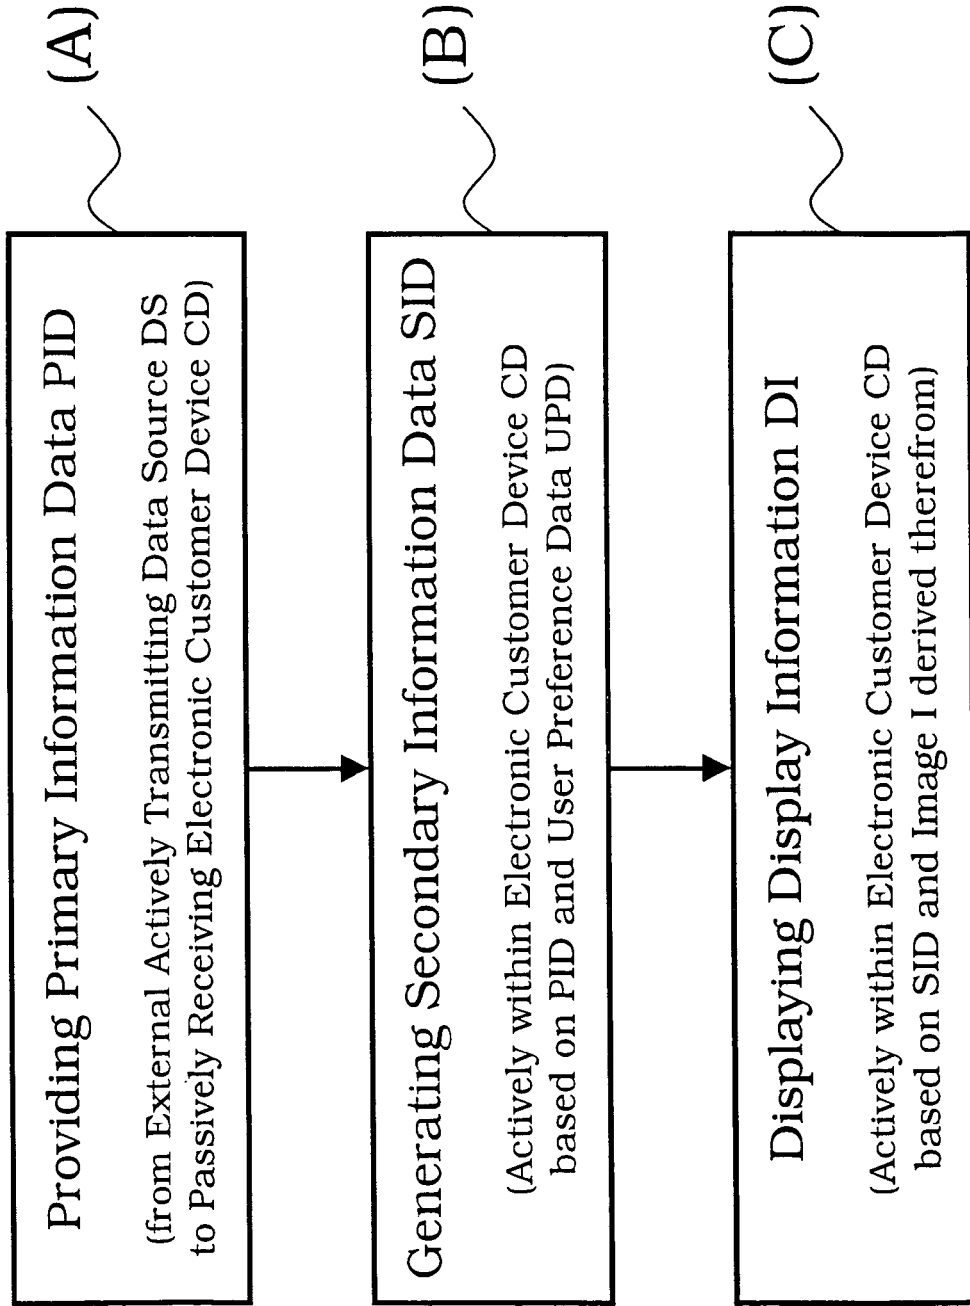 Providing Primary Information Data PID
(from External Actively Transmitting Data Source DS
to Passively Receiving Electronic Customer Device CD)
(A)
Generating Secondary Information Data SID
(Actively within Electronic Customer Device CD
based on PID and User Preference Data UPD)
(B)
Displaying Display Information DI
(Actively within Electronic Customer Device CD
based on SID and Image I derived therefrom)
(C)